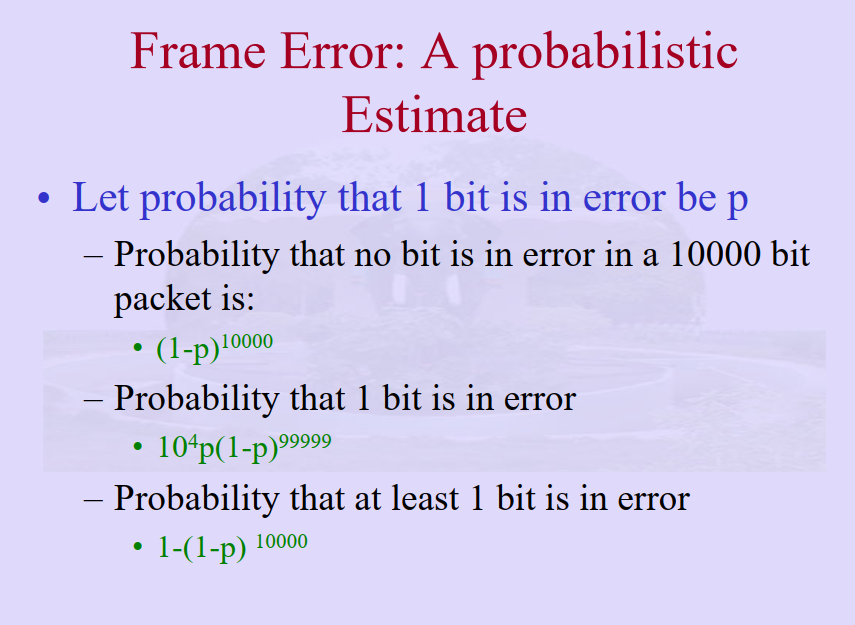 Frame Error: A probabilistic
Estimate
• Let probability that 1 bit is in error be p
– Probability that no bit is in error in a 10000 bit
packet is:
• (1-p)¹⁰⁰⁰⁰
– Probability that 1 bit is in error
• 10⁴p(1-p)⁹⁹⁹⁹⁹
– Probability that at least 1 bit is in error
• 1-(1-p) ¹⁰⁰⁰⁰